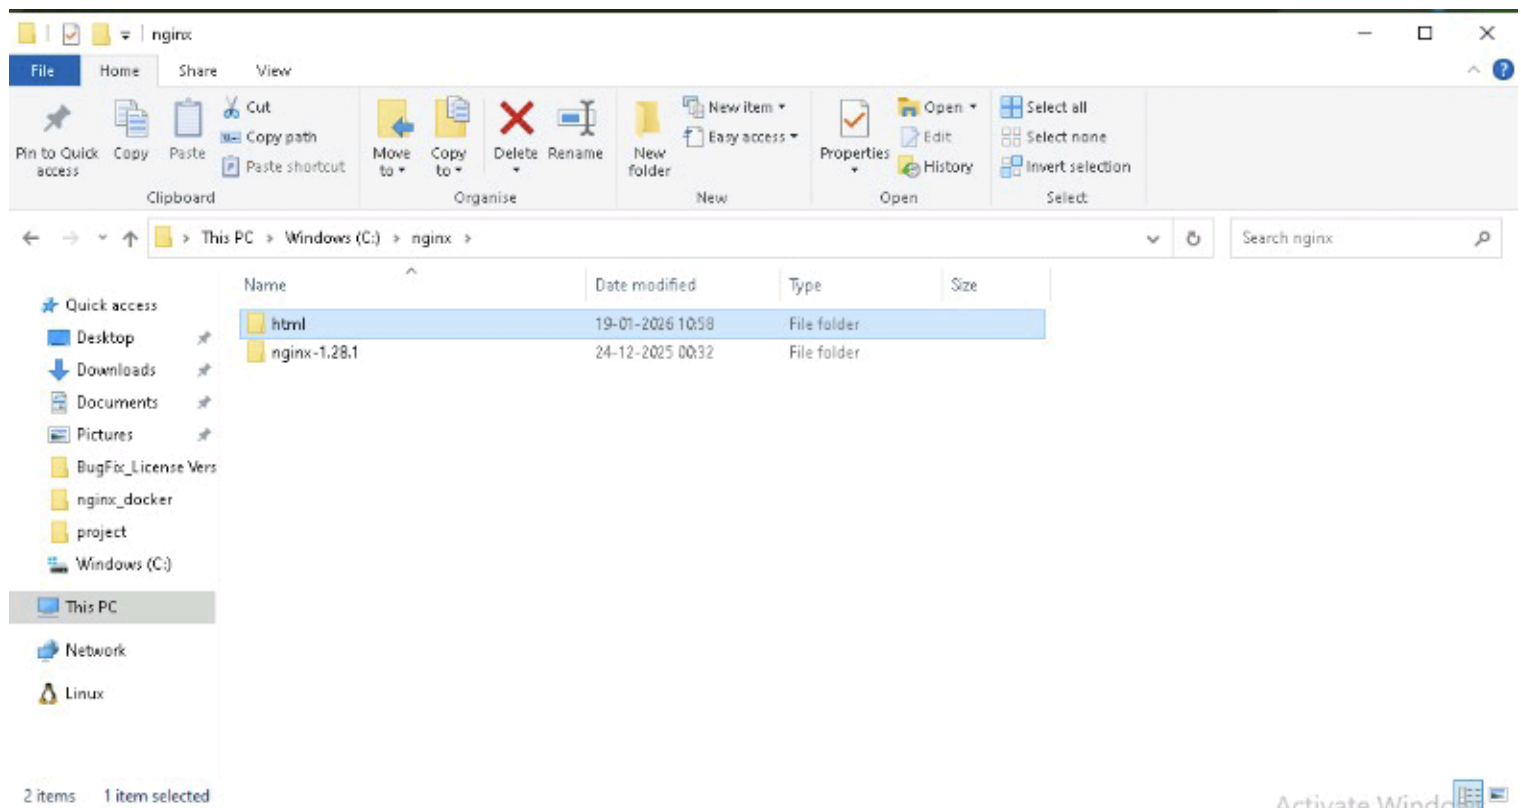 nginx
File Home Share View
Pin to Quick access
Copy
Paste
Cut
Copy path
Paste shortcut
Clipboard
Move to
Copy to
Delete
Rename
Organise
New folder
New item
Easy access
New
Properties
Open
Edit
History
Open
Select all
Select none
Invert selection
Select
This PC > Windows (C:) > nginx >
Search nginx
Name Date modified Type Size
html 19-01-2026 10:58 File folder
nginx-1.28.1 24-12-2025 00:32 File folder
Quick access
Desktop
Downloads
Documents
Pictures
BugFix_License Vers
nginx_docker
project
Windows (C:)
This PC
Network
Linux
2 items 1 item selected
Activate Windo